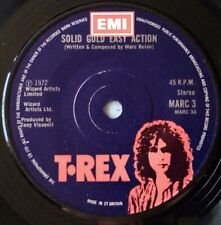 EMI
SOLID GOLD EASY ACTION
(Written & Composed by Marc Bolan)
℗ 1972
Wizard Artists
Limited
Wizard Artists
Ltd.
Produced by
Tony Visconti
45 R.P.M.
Stereo
MARC 3
MARC 3A
T·REX
MADE IN GT. BRITAIN